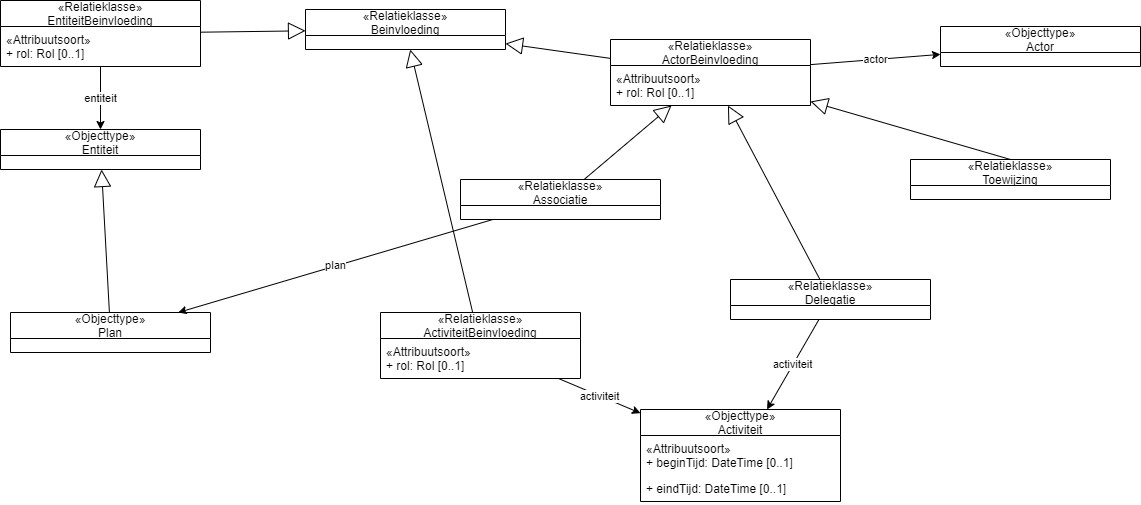 «Relatieklasse»
EntiteitBeinvloeding
«Attribuutsoort»
+ rol: Rol [0..1]
«Relatieklasse»
Beinvloeding
«Relatieklasse»
ActorBeinvloeding
«Attribuutsoort»
+ rol: Rol [0..1]
actor
«Objecttype»
Actor
entiteit
«Objecttype»
Entiteit
«Relatieklasse»
Associatie
«Relatieklasse»
Toewijzing
plan
«Relatieklasse»
Delegatie
«Objecttype»
Plan
«Relatieklasse»
ActiviteitBeinvloeding
«Attribuutsoort»
+ rol: Rol [0..1]
activiteit
activiteit
«Objecttype»
Activiteit
«Attribuutsoort»
+ beginTijd: DateTime [0..1]
+ eindTijd: DateTime [0..1]